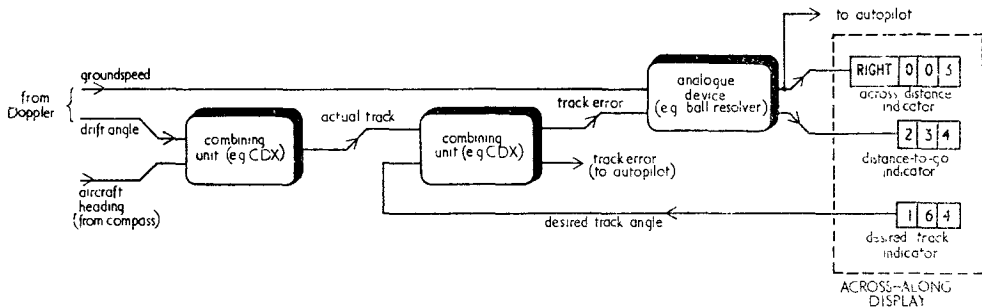 to autopilot
groundspeed
from
Doppler
drift angle
aircraft
heading
(from compass)
combining
unit (eg CDX)
actual track
combining
unit (eg CDX)
track error
track error
(to autopilot)
analogue
device
(eg ball resolver)
RIGHT 0 0 5
across distance
indicator
2 3 4
distance-to-go
indicator
desired track angle
1 6 4
desired track
indicator
ACROSS-ALONG
DISPLAY